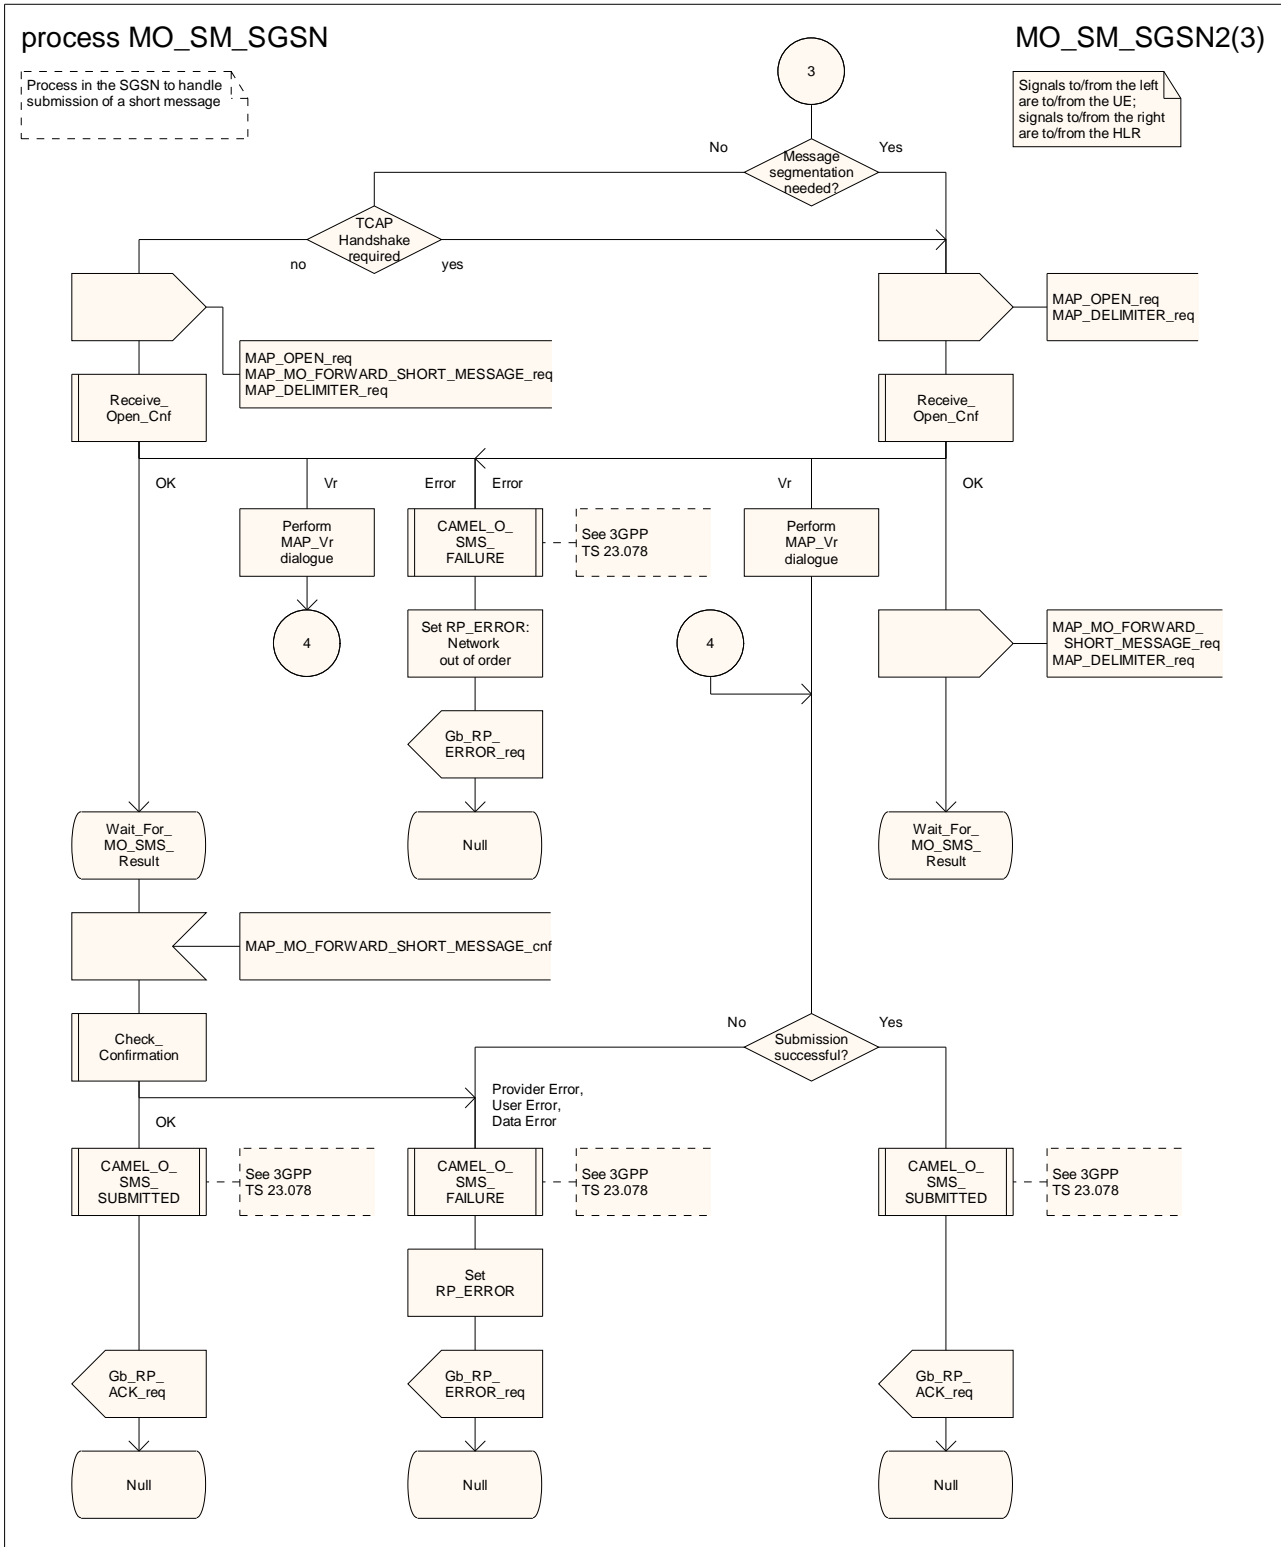 process MO_SM_SGSN
MO_SM_SGSN2(3)
Process in the SGSN to handle
submission of a short message
3
Signals to/from the left
are to/from the UE;
signals to/from the right
are to/from the HLR
No
Message
segmentation
needed?
Yes
TCAP
Handshake
required
no
yes
MAP_OPEN_req
MAP_DELIMITER_req
MAP_OPEN_req
MAP_MO_FORWARD_SHORT_MESSAGE_req
MAP_DELIMITER_req
Receive_
Open_Cnf
Receive_
Open_Cnf
OK
Vr
Error
Error
Vr
OK
Perform
MAP_Vr
dialogue
CAMEL_O_
SMS_
FAILURE
See 3GPP
TS 23.078
Perform
MAP_Vr
dialogue
4
Set RP_ERROR:
Network
out of order
4
MAP_MO_FORWARD_
SHORT_MESSAGE_req
MAP_DELIMITER_req
Gb_RP_
ERROR_req
Wait_For_
MO_SMS_
Result
Null
Wait_For_
MO_SMS_
Result
MAP_MO_FORWARD_SHORT_MESSAGE_cnf
Check_
Confirmation
No
Submission
successful?
Yes
Provider Error,
User Error,
Data Error
OK
CAMEL_O_
SMS_
SUBMITTED
See 3GPP
TS 23.078
CAMEL_O_
SMS_
FAILURE
See 3GPP
TS 23.078
CAMEL_O_
SMS_
SUBMITTED
See 3GPP
TS 23.078
Set
RP_ERROR
Gb_RP_
ACK_req
Gb_RP_
ERROR_req
Gb_RP_
ACK_req
Null
Null
Null